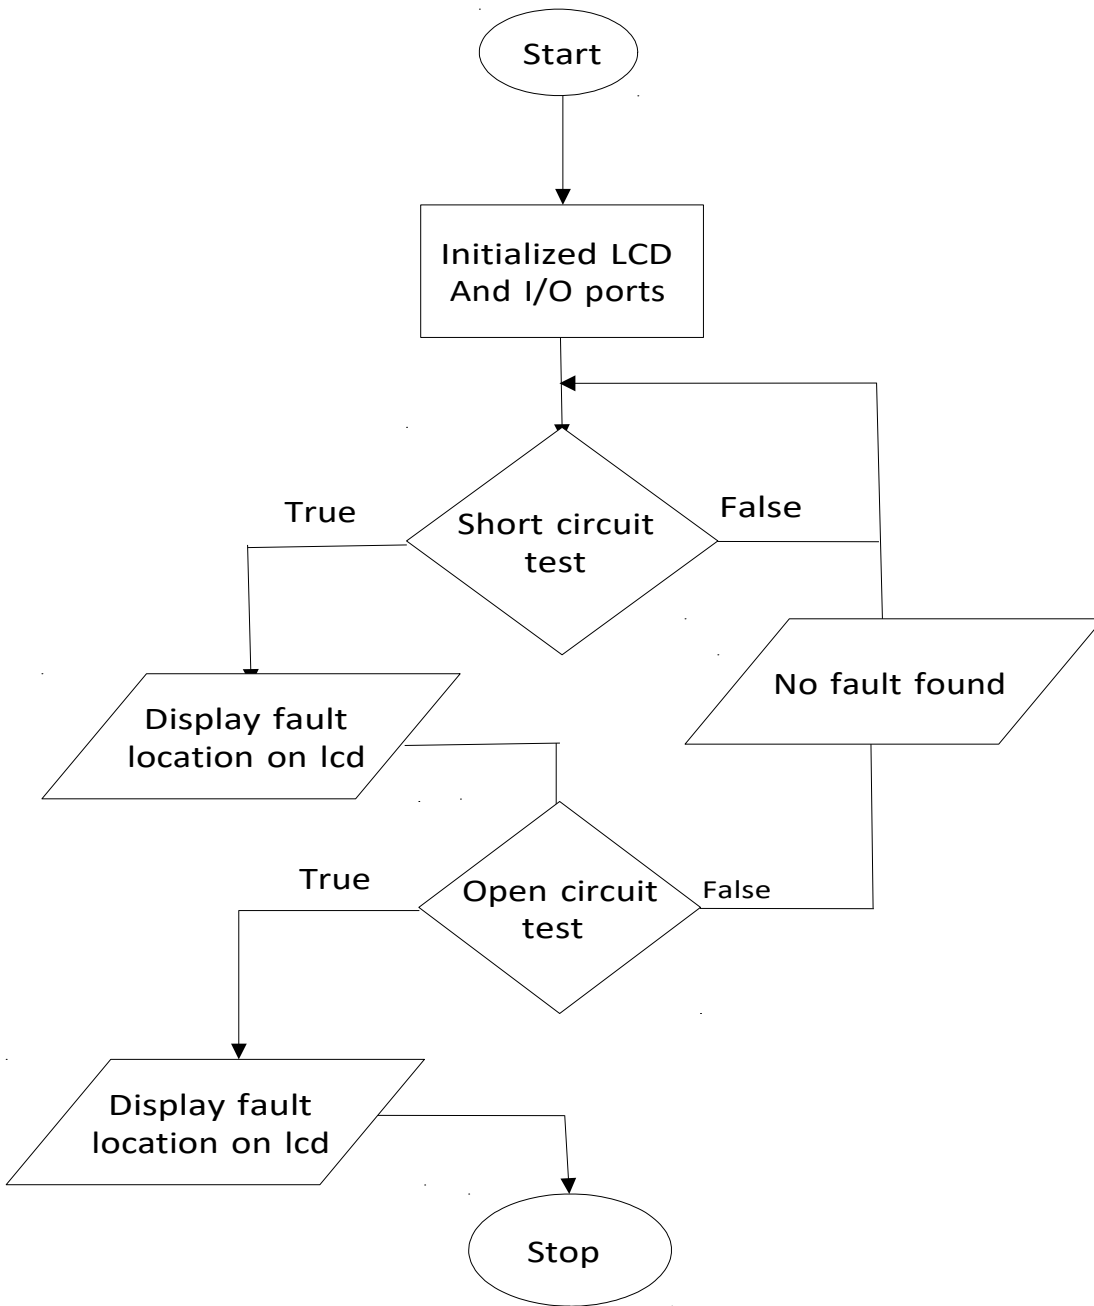 Start
Initialized LCD
And I/O ports
True
False
Short circuit
test
No fault found
Display fault
location on lcd
True
Open circuit
test
False
Display fault
location on lcd
Stop